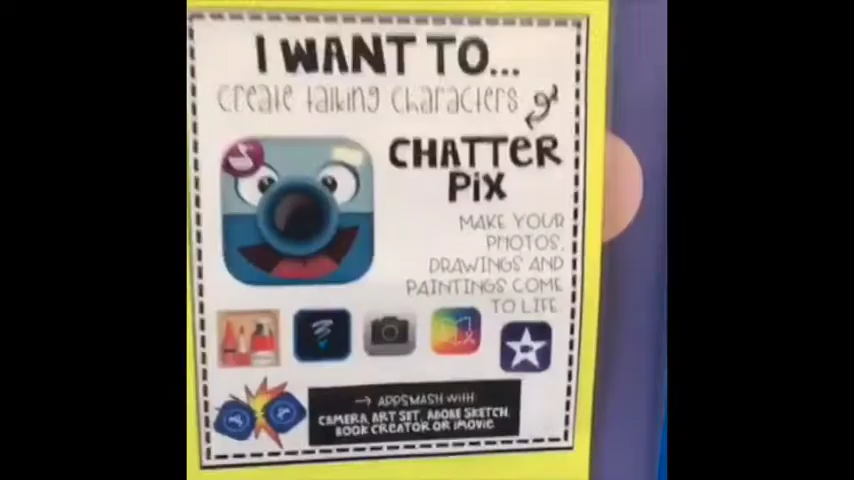 I WANT TO...
create talking characters
CHATTER
PIX
MAKE YOUR
PHOTOS,
DRAWINGS AND
PAINTINGS COME
TO LIFE.
→ APPSMASH WITH
CAMERA, ART SET, ADOBE SKETCH,
BOOK CREATOR OR iMOVIE